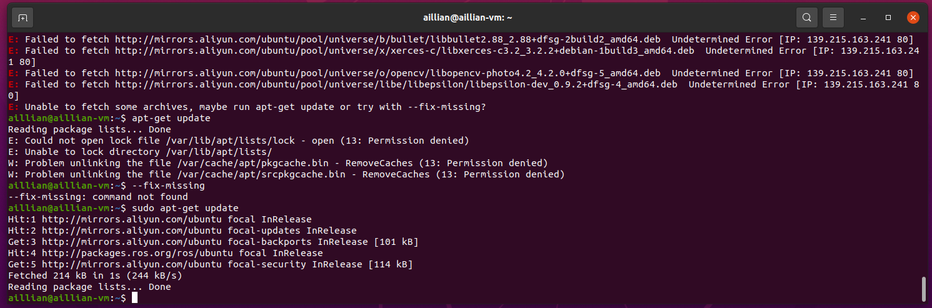 aillian@aillian-vm: ~
E: Failed to fetch http://mirrors.aliyun.com/ubuntu/pool/universe/b/bullet/libbullet2.88_2.88+dfsg-2build2_amd64.deb  Undetermined Error [IP: 139.215.163.241 80]
E: Failed to fetch http://mirrors.aliyun.com/ubuntu/pool/universe/x/xerces-c/libxerces-c3.2_3.2.2+debian-1build3_amd64.deb  Undetermined Error [IP: 139.215.163.24
1 80]
E: Failed to fetch http://mirrors.aliyun.com/ubuntu/pool/universe/o/opencv/libopencv-photo4.2_4.2.0+dfsg-5_amd64.deb  Undetermined Error [IP: 139.215.163.241 80]
E: Failed to fetch http://mirrors.aliyun.com/ubuntu/pool/universe/libe/libepsilon/libepsilon-dev_0.9.2+dfsg-4_amd64.deb  Undetermined Error [IP: 139.215.163.241 8
0]
E: Unable to fetch some archives, maybe run apt-get update or try with --fix-missing?
aillian@aillian-vm:~$ apt-get update
Reading package lists... Done
E: Could not open lock file /var/lib/apt/lists/lock - open (13: Permission denied)
E: Unable to lock directory /var/lib/apt/lists/
W: Problem unlinking the file /var/cache/apt/pkgcache.bin - RemoveCaches (13: Permission denied)
W: Problem unlinking the file /var/cache/apt/srcpkgcache.bin - RemoveCaches (13: Permission denied)
aillian@aillian-vm:~$ --fix-missing
--fix-missing: command not found
aillian@aillian-vm:~$ sudo apt-get update
Hit:1 http://mirrors.aliyun.com/ubuntu focal InRelease
Hit:2 http://mirrors.aliyun.com/ubuntu focal-updates InRelease
Get:3 http://mirrors.aliyun.com/ubuntu focal-backports InRelease [101 kB]
Hit:4 http://packages.ros.org/ros/ubuntu focal InRelease
Get:5 http://mirrors.aliyun.com/ubuntu focal-security InRelease [114 kB]
Fetched 214 kB in 1s (244 kB/s)
Reading package lists... Done
aillian@aillian-vm:~$